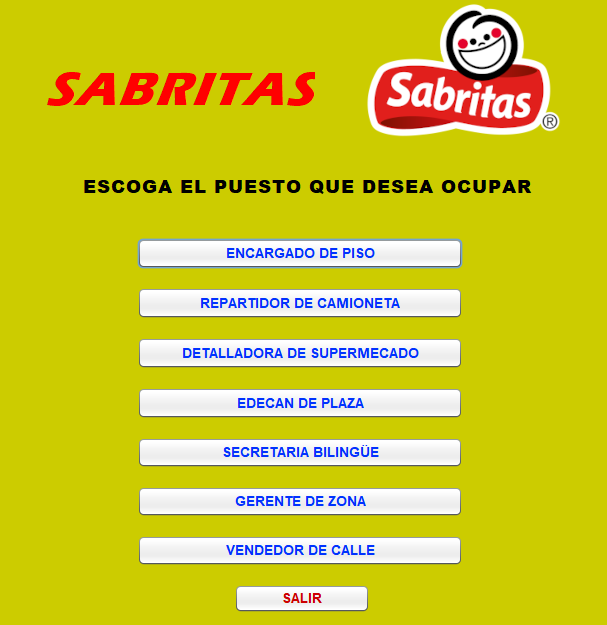 SABRITAS
Sabritas
®
ESCOGA EL PUESTO QUE DESEA OCUPAR
ENCARGADO DE PISO
REPARTIDOR DE CAMIONETA
DETALLADORA DE SUPERMECADO
EDECAN DE PLAZA
SECRETARIA BILINGÜE
GERENTE DE ZONA
VENDEDOR DE CALLE
SALIR